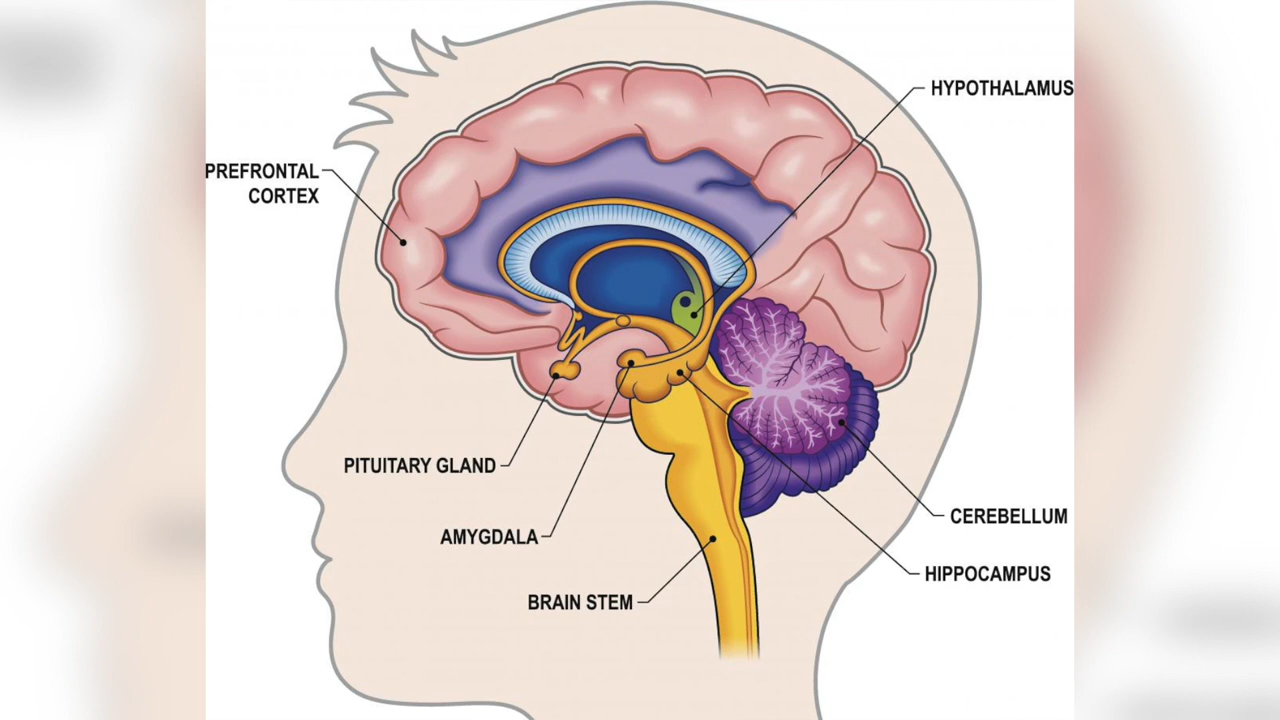 HYPOTHALAMUS
PREFRONTAL
CORTEX
PITUITARY GLAND
AMYGDALA
BRAIN STEM
CEREBELLUM
HIPPOCAMPUS